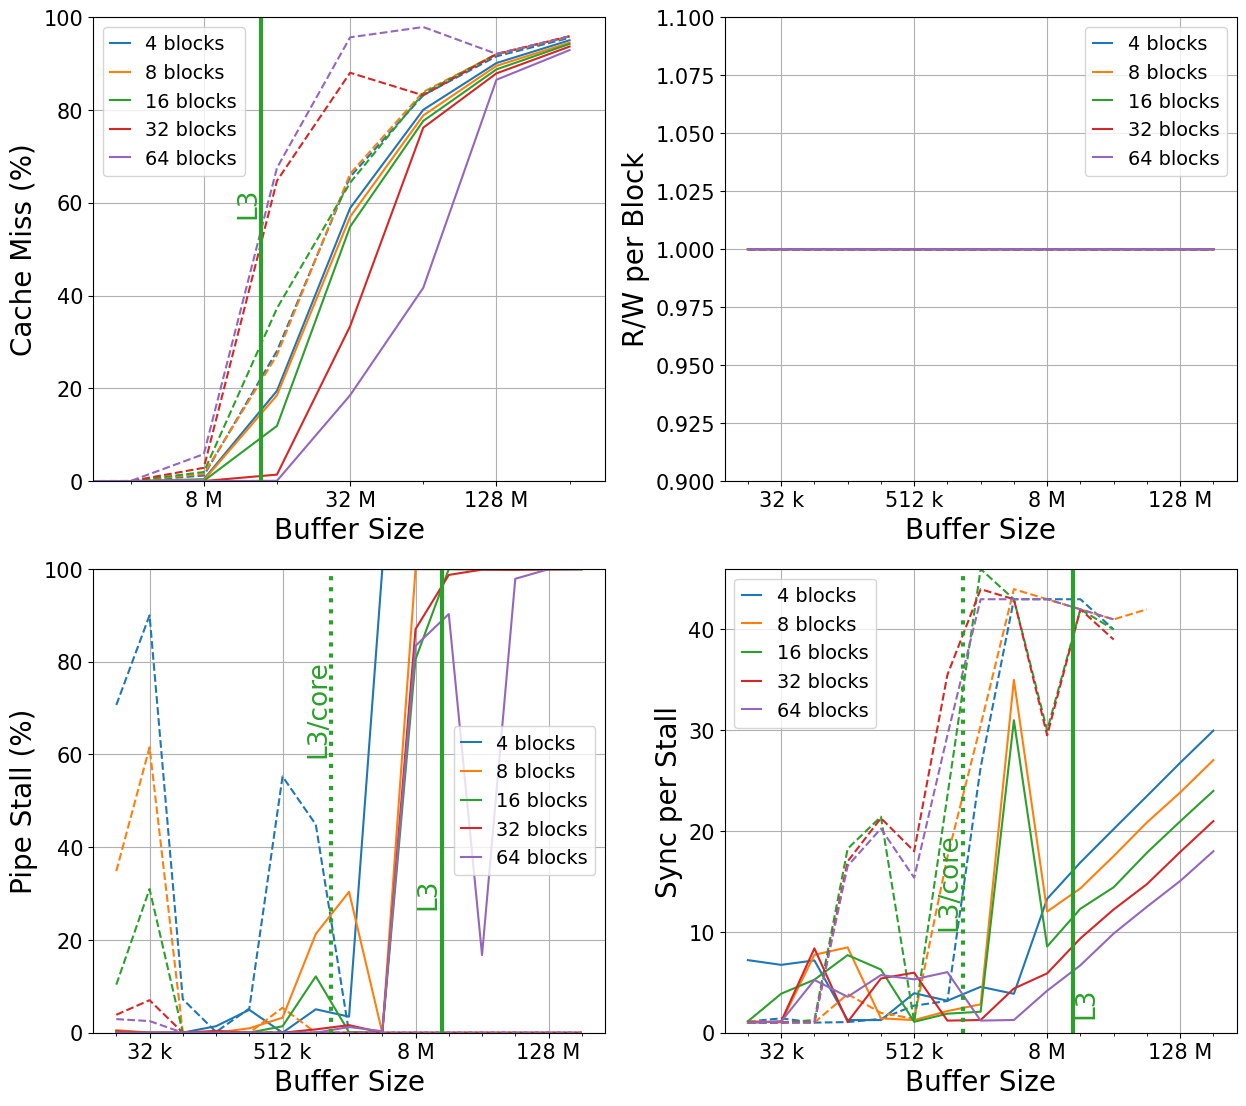 100
80
60
40
20
0
Cache Miss (%)
4 blocks
8 blocks
16 blocks
32 blocks
64 blocks
L3
8 M
32 M
128 M
Buffer Size
1.100
1.075
1.050
1.025
1.000
0.975
0.950
0.925
0.900
R/W per Block
4 blocks
8 blocks
16 blocks
32 blocks
64 blocks
32 k
512 k
8 M
128 M
Buffer Size
100
80
60
40
20
0
Pipe Stall (%)
L3/core
4 blocks
8 blocks
16 blocks
32 blocks
64 blocks
L3
32 k
512 k
8 M
128 M
Buffer Size
40
30
20
10
0
Sync per Stall
4 blocks
8 blocks
16 blocks
32 blocks
64 blocks
L3/core
L3
32 k
512 k
8 M
128 M
Buffer Size